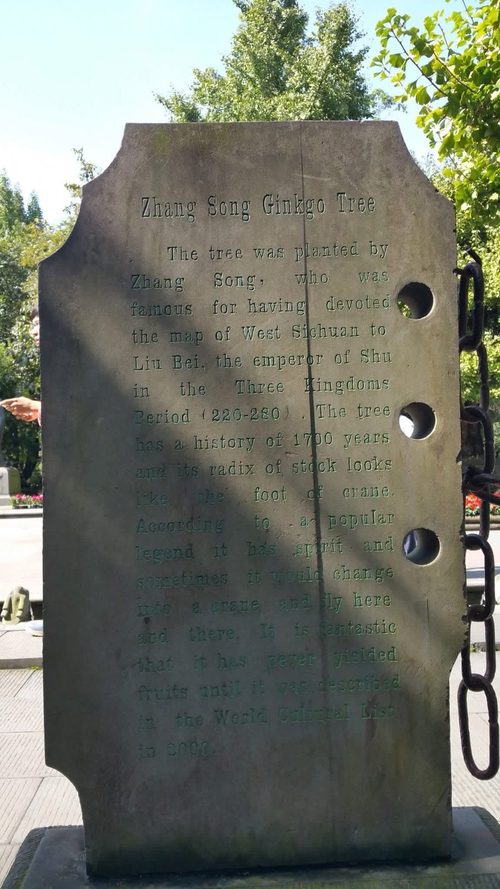 Zhang Song Ginkgo Tree
The tree was planted by
Zhang Song, who was
famous for having devoted
the map of West Sichuan to
Liu Bei, the emperor of Shu
in the Three Kingdoms
Period (220-280). The tree
has a history of 1700 years
and its radix of stock looks
like the foot of crane.
According to a popular
legend it has spirit and
sometimes it would change
into a crane and fly here
and there. It is fantastic
that it has never yielded
fruits until it was described
in the World Cultural List
in 2000.